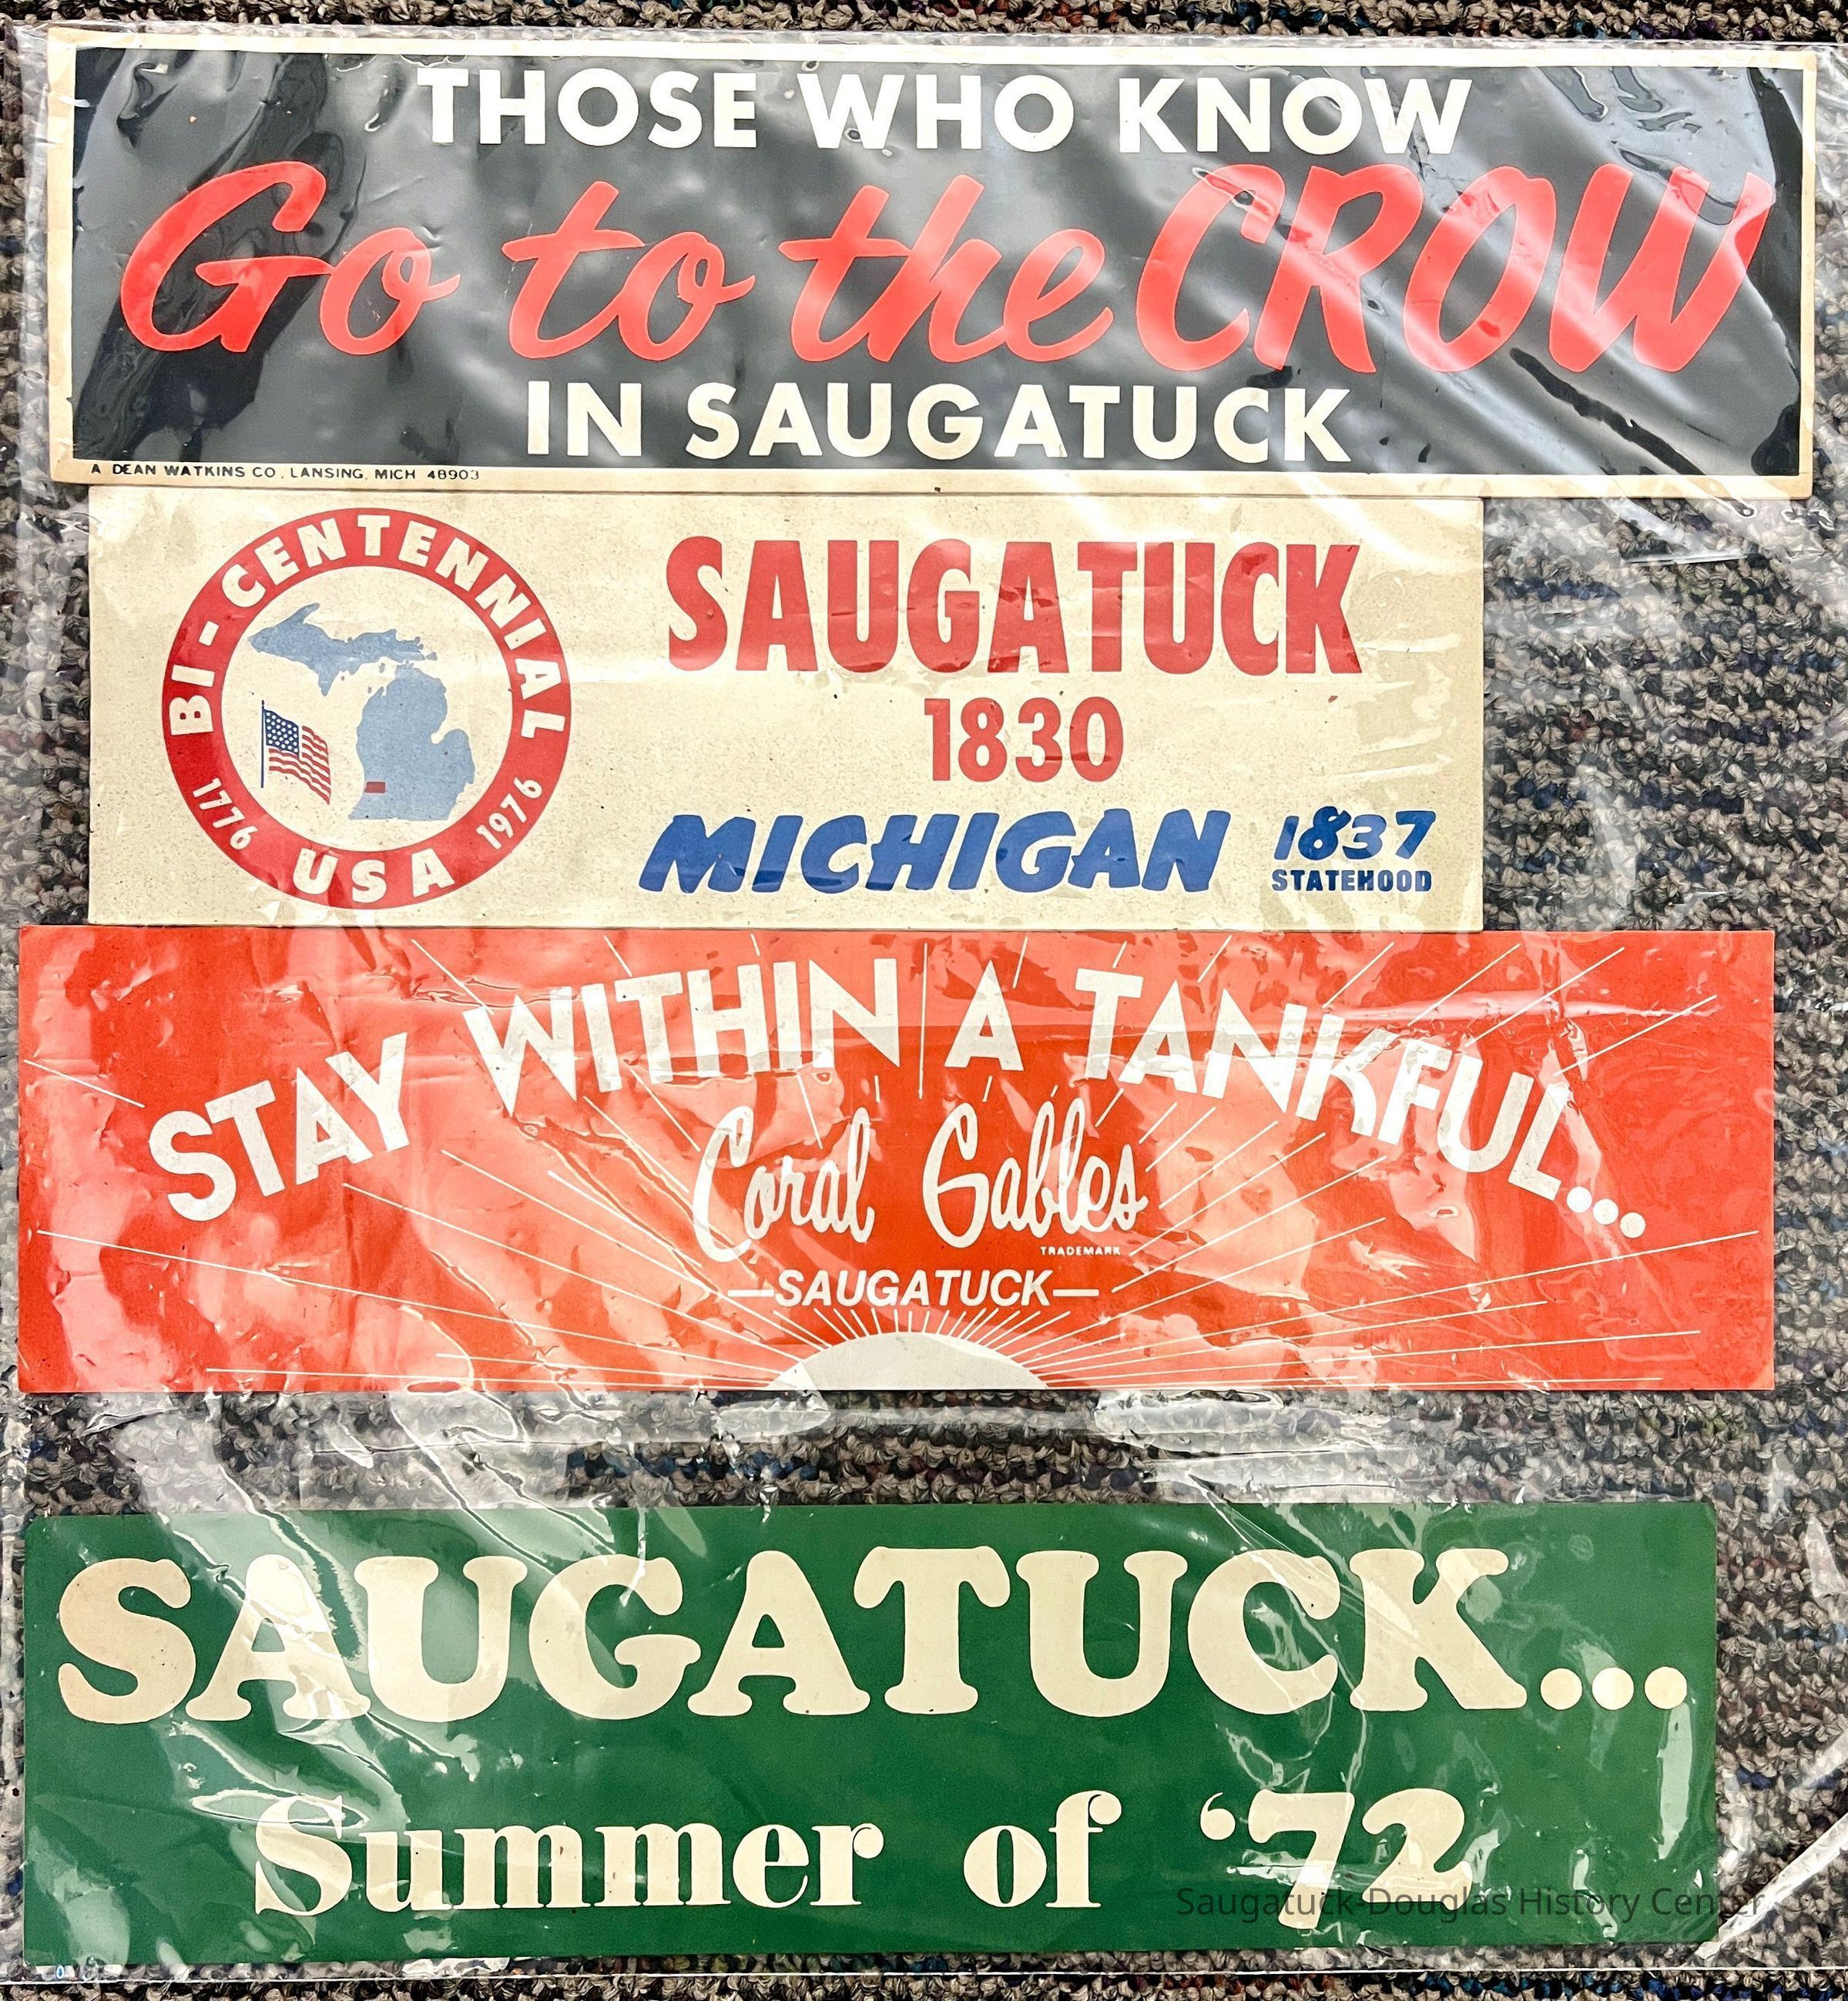 THOSE WHO KNOW
Go to the CROW
IN SAUGATUCK
A DEAN WATKINS CO., LANSING, MICH 48903
BI-CENTENNIAL
1776 1976
USA
SAUGATUCK
1830
MICHIGAN 1837
STATEHOOD
STAY WITHIN A TANKFUL...
Coral Gables
TRADEMARK
—SAUGATUCK—
SAUGATUCK...
Summer of ‘72
Saugatuck-Douglas History Center